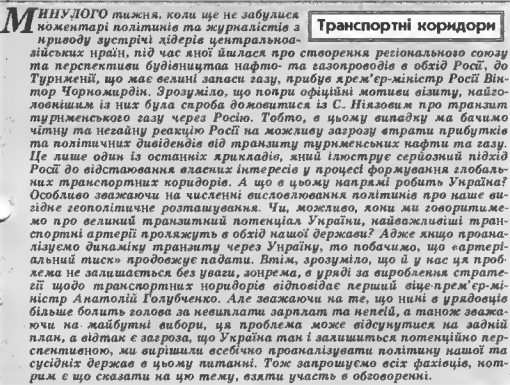 Транспортні коридори
МИНУЛОГО тижня, коли ще не забулися
коментарі політиків та журналістів з
приводу зустрічі лідерів центральноа-
зійських країн, під час якої йшлася про створення регіонального союзу
та перспективи будівництва нафто- та газопроводів в обхід Росії, до
Туркменії, що має великі запаси газу, прибув прем'єр-міністр Росії Вік-
тор Черномирдін. Зрозуміло, що попри офіційні мотиви візиту, найго-
ловнішим із них була спроба домовитися із С. Ніязовим про транзит
туркменського газу через Росію. Тобто, в цьому випадку ма бачимо
чітку та негайну реакцію Росії на можливу загрозу втрати прибутків
та політичних дивідендів від транзиту туркменських нафти та газу.
Це лише один із останніх прикладів, який ілюструє серйозний підхід
Росії до відстаювання власних інтересів у процесі формування глобаль-
них транспортних коридорів. А що в цьому напрямі робить Україна?
Особливо зважаючи на численні висловлювання політиків про наше ви-
гідне геополітичне розташування. Чи, можливо, поки ми говоритиме-
мо про великий транзитний потенціал України, найважливіші тран-
спортні артерії проляжуть в обхід нашої держави? Адже якщо проана-
лізуємо динаміку транзиту через Україну, то побачимо, що «артері-
альний тиск» продовжує падати. Втім, зрозуміло, що й у нас ця проб-
лема не залишається без уваги, зокрема, в уряді за вироблення страте-
гії щодо транспортних коридорів відповідає перший віце-прем'єр-мі-
ністр Анатолій Голубченко. Але зважаючи на те, що нині в урядовців
більше болить голова за невиплати зарплат та пенсій, а також зважа-
ючи на майбутні вибори, ця проблема може відсунутися на задній
план, а відтак є загроза, що Україна так і залишиться потенційно пер-
спективною, ми вирішили всебічно проаналізувати політику нашої та
сусідніх держав в цьому питанні. Тож запрошуємо всіх фахівців, кот-
рим є що сказати на цю тему, взяти участь в обговоренні.